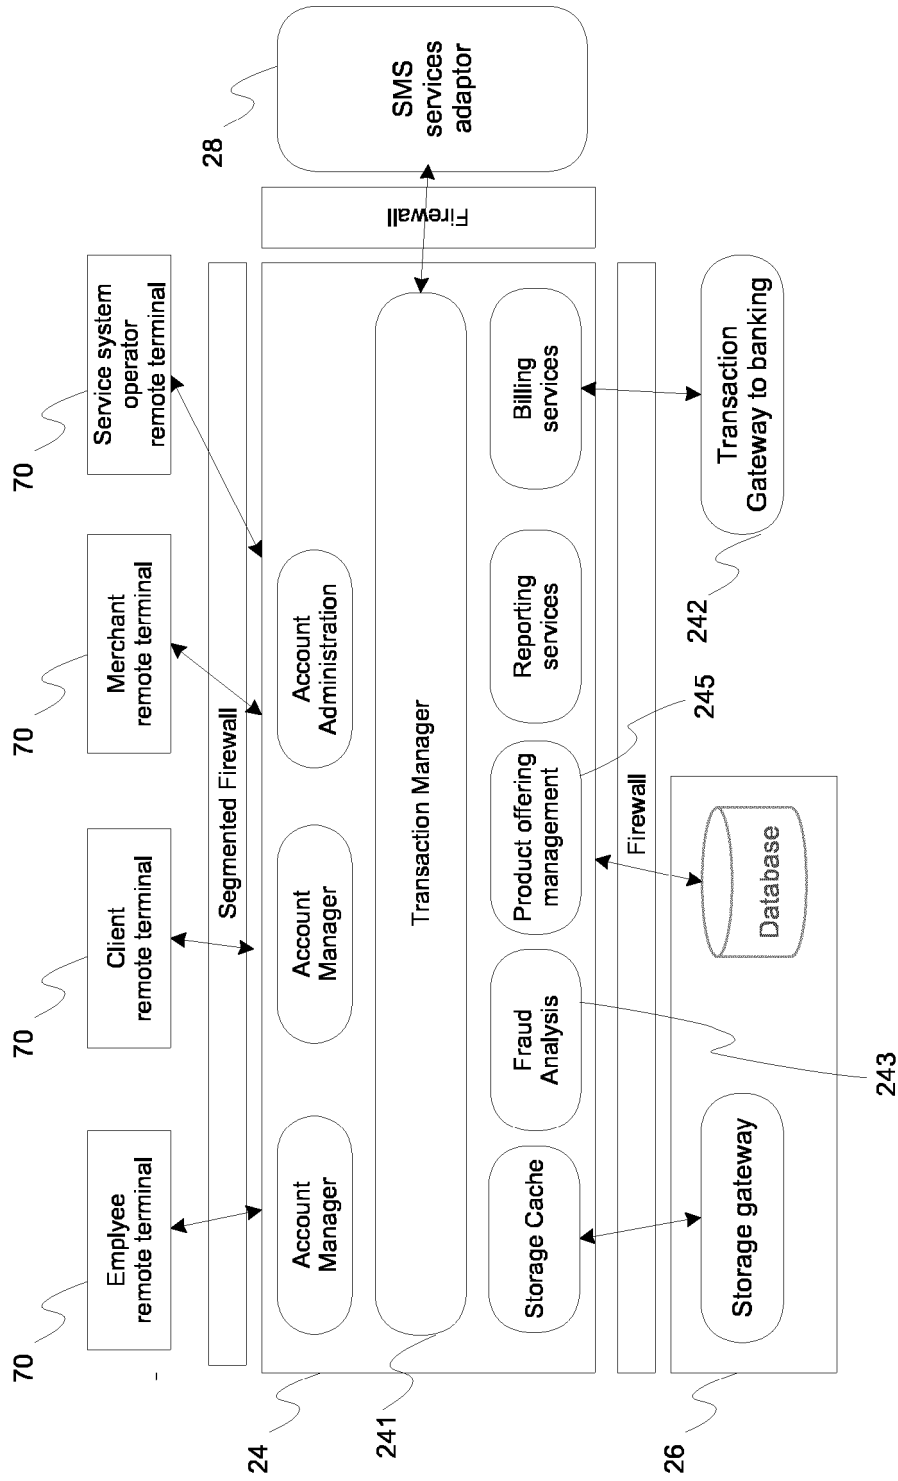 70
70
70
70
Emplyee
remote terminal
Client
remote terminal
Merchant
remote terminal
Service system
operator
remote terminal
Segmented Firewall
28
SMS
services
adaptor
Firewall
24
Account
Manager
Account
Manager
Account
Administration
241
Transaction Manager
Storage Cache
Fraud
Analysis
Product offering
management
Reporting
services
Billing
services
Firewall
245
26
Storage gateway
Database
242
Transaction
Gateway to banking
243